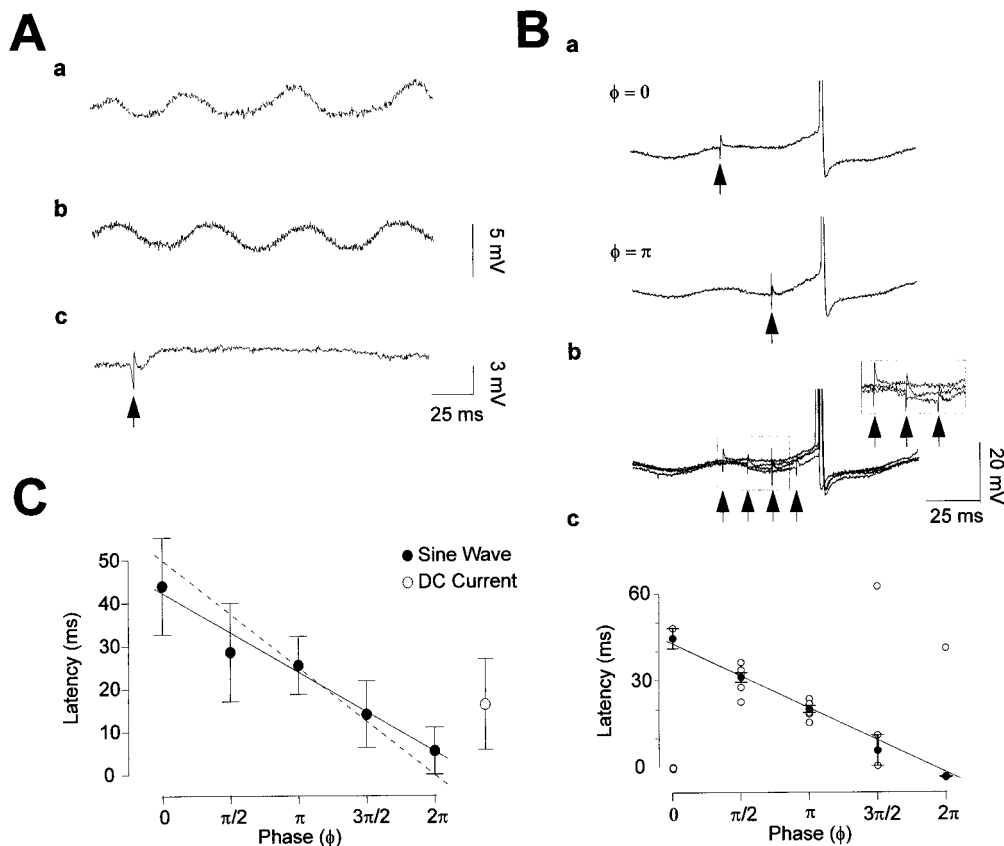 A
a
b
5 mV
c
3 mV
25 ms
B
a
ϕ = 0
ϕ = π
b
20 mV
25 ms
C
50
40
30
20
10
0
Latency (ms)
Sine Wave
DC Current
0
π/2
π
3π/2
2π
Phase (ϕ)
c
60
30
0
Latency (ms)
0
π/2
π
3π/2
2π
Phase (ϕ)